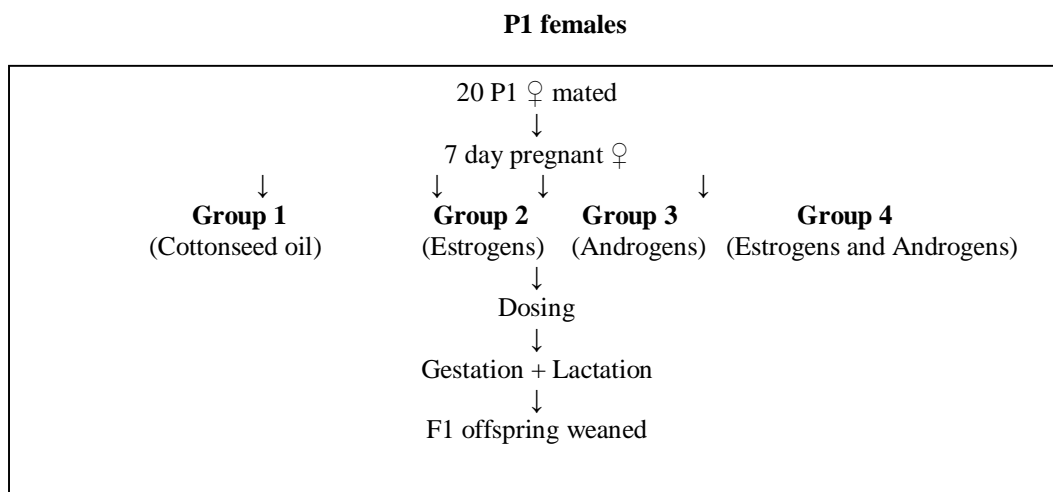 P1 females
20 P1 ♀ mated
↓
7 day pregnant ♀
↓ ↓ ↓ ↓
Group 1 Group 2 Group 3 Group 4
(Cottonseed oil) (Estrogens) (Androgens) (Estrogens and Androgens)
↓
Dosing
↓
Gestation + Lactation
↓
F1 offspring weaned